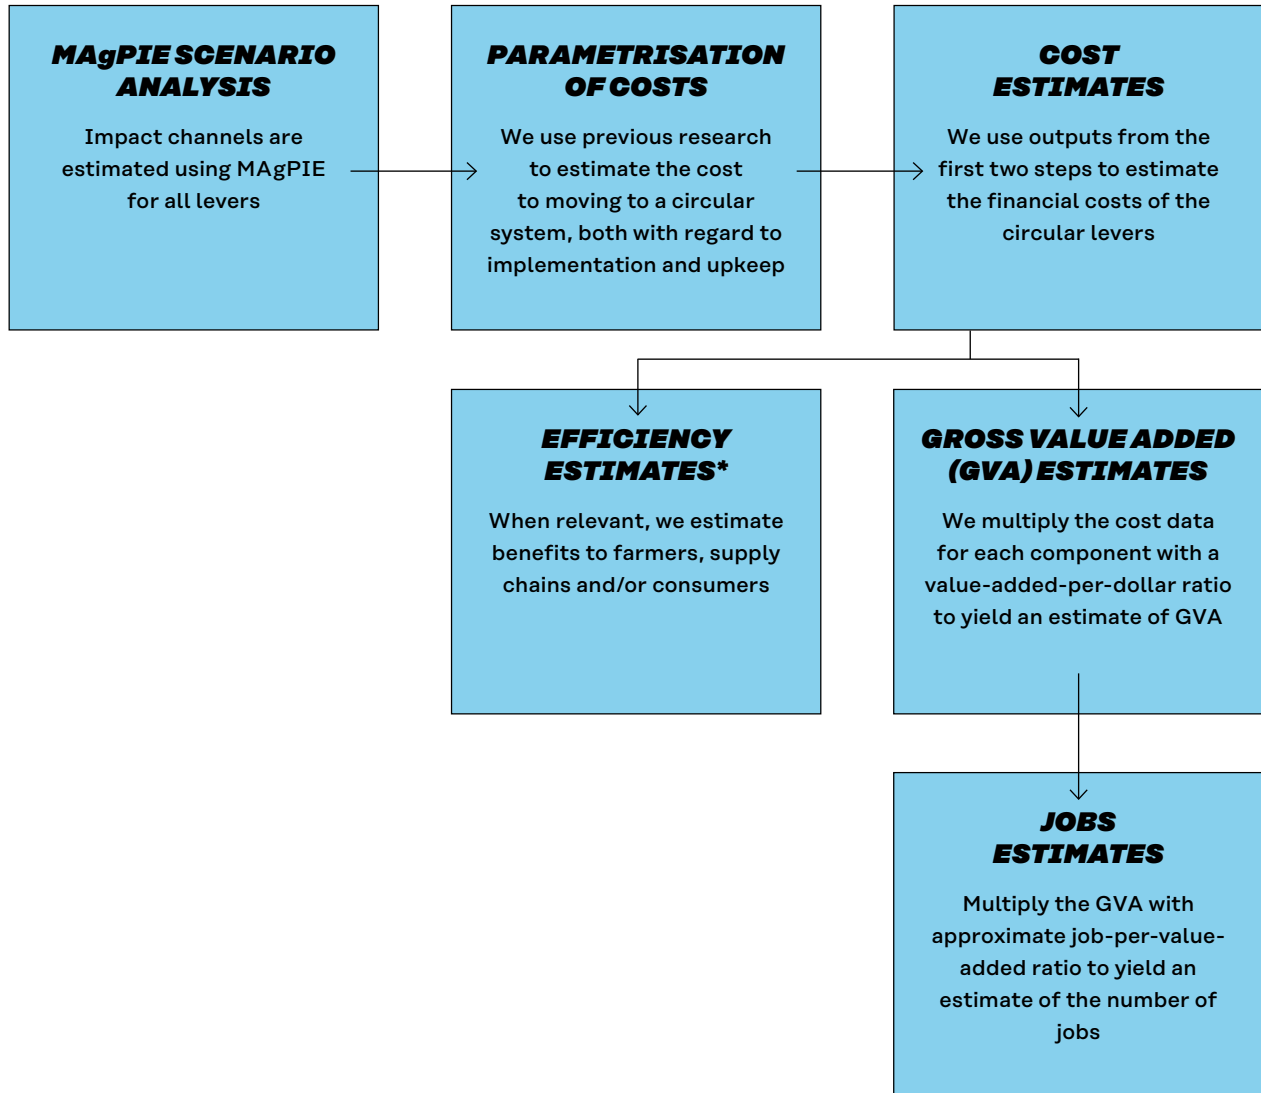 MAgPIE SCENARIO
ANALYSIS
Impact channels are
estimated using MAgPIE
for all levers
PARAMETRISATION
OF COSTS
We use previous research
to estimate the cost
to moving to a circular
system, both with regard to
implementation and upkeep
COST
ESTIMATES
We use outputs from the
first two steps to estimate
the financial costs of the
circular levers
EFFICIENCY
ESTIMATES*
When relevant, we estimate
benefits to farmers, supply
chains and/or consumers
GROSS VALUE ADDED
(GVA) ESTIMATES
We multiply the cost data
for each component with a
value-added-per-dollar ratio
to yield an estimate of GVA
JOBS
ESTIMATES
Multiply the GVA with
approximate job-per-value-
added ratio to yield an
estimate of the number of
jobs